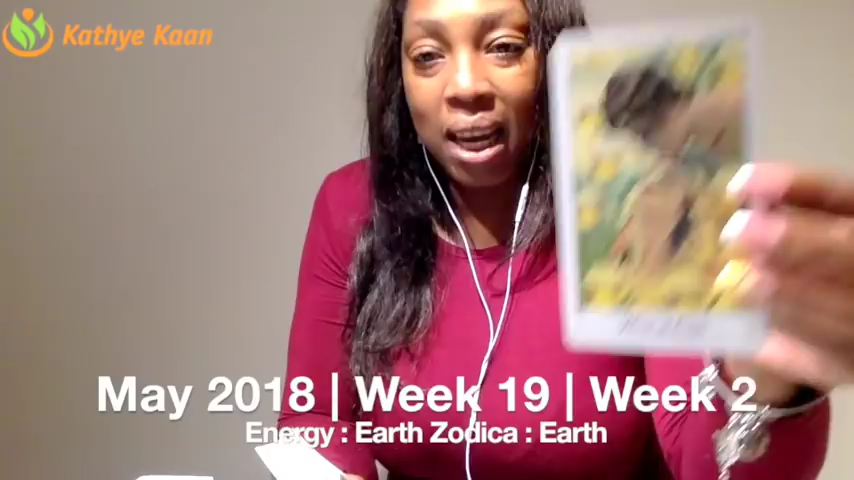 Kathye Kaan
May 2018 | Week 19 | Week 2
Energy : Earth Zodica : Earth